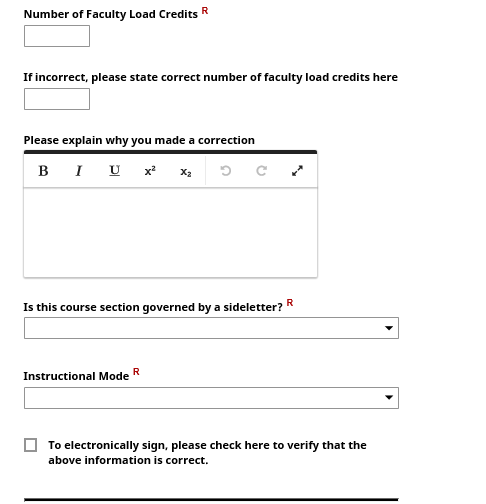 Number of Faculty Load Credits R
If incorrect, please state correct number of faculty load credits here
Please explain why you made a correction
B I U x² x₂
Is this course section governed by a sideletter? R
Instructional Mode R
To electronically sign, please check here to verify that the
above information is correct.